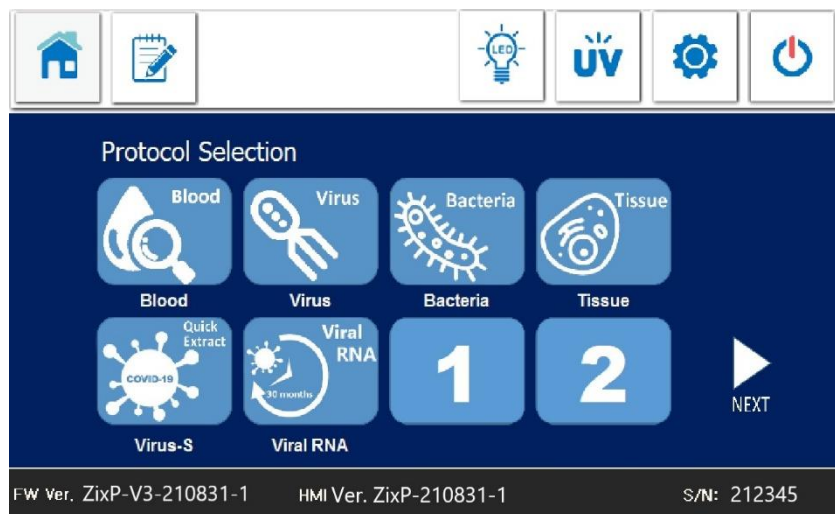 LED
UV
Protocol Selection
Blood
Virus
Bacteria
Tissue
Blood
Virus
Bacteria
Tissue
Quick
Extract
COVID-19
Viral
RNA
30 months
1
2
NEXT
Virus-S
Viral RNA
FW Ver. ZixP-V3-210831-1
HMI Ver. ZixP-210831-1
S/N: 212345